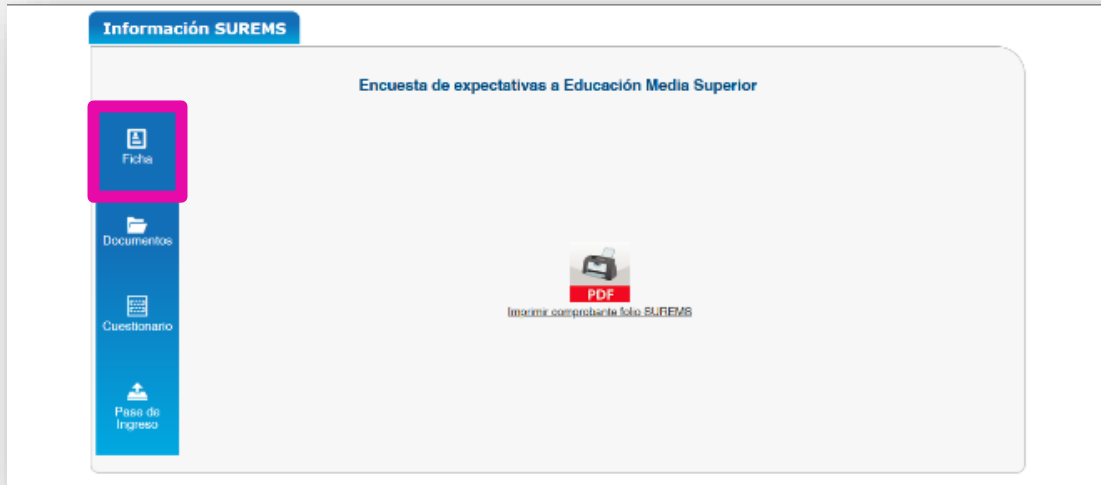 Información SUREMS
Encuesta de expectativas a Educación Media Superior
Ficha
Documentos
PDF
Imprimir comprobante folio SUREMS
Cuestionario
Pase de
Ingreso